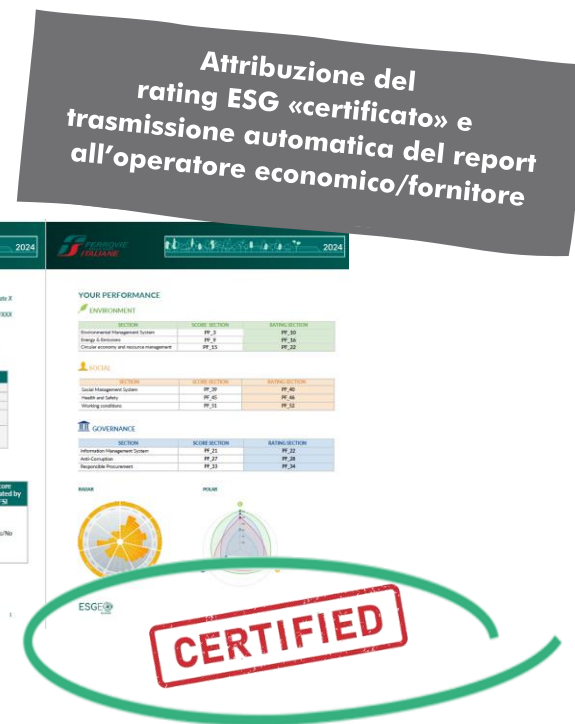 Attribuzione del
rating ESG «certificato» e
trasmissione automatica del report
all’operatore economico/fornitore
2024
FERROVIE
ITALIANE
2024
YOUR PERFORMANCE
ENVIRONMENT
SECTION SCORE SECTION RATING SECTION
Environmental Management System PF_3 PF_10
Energy & Emissions PF_9 PF_16
Circular economy and resource management PF_15 PF_22
SOCIAL
SECTION SCORE SECTION RATING SECTION
Social Management System PF_39 PF_40
Health and Safety PF_45 PF_46
Working conditions PF_51 PF_52
GOVERNANCE
SECTION SCORE SECTION RATING SECTION
Information Management System PF_21 PF_22
Anti-Corruption PF_27 PF_28
Responsible Procurement PF_33 PF_34
RADAR POLAR
ESGEO
CERTIFIED